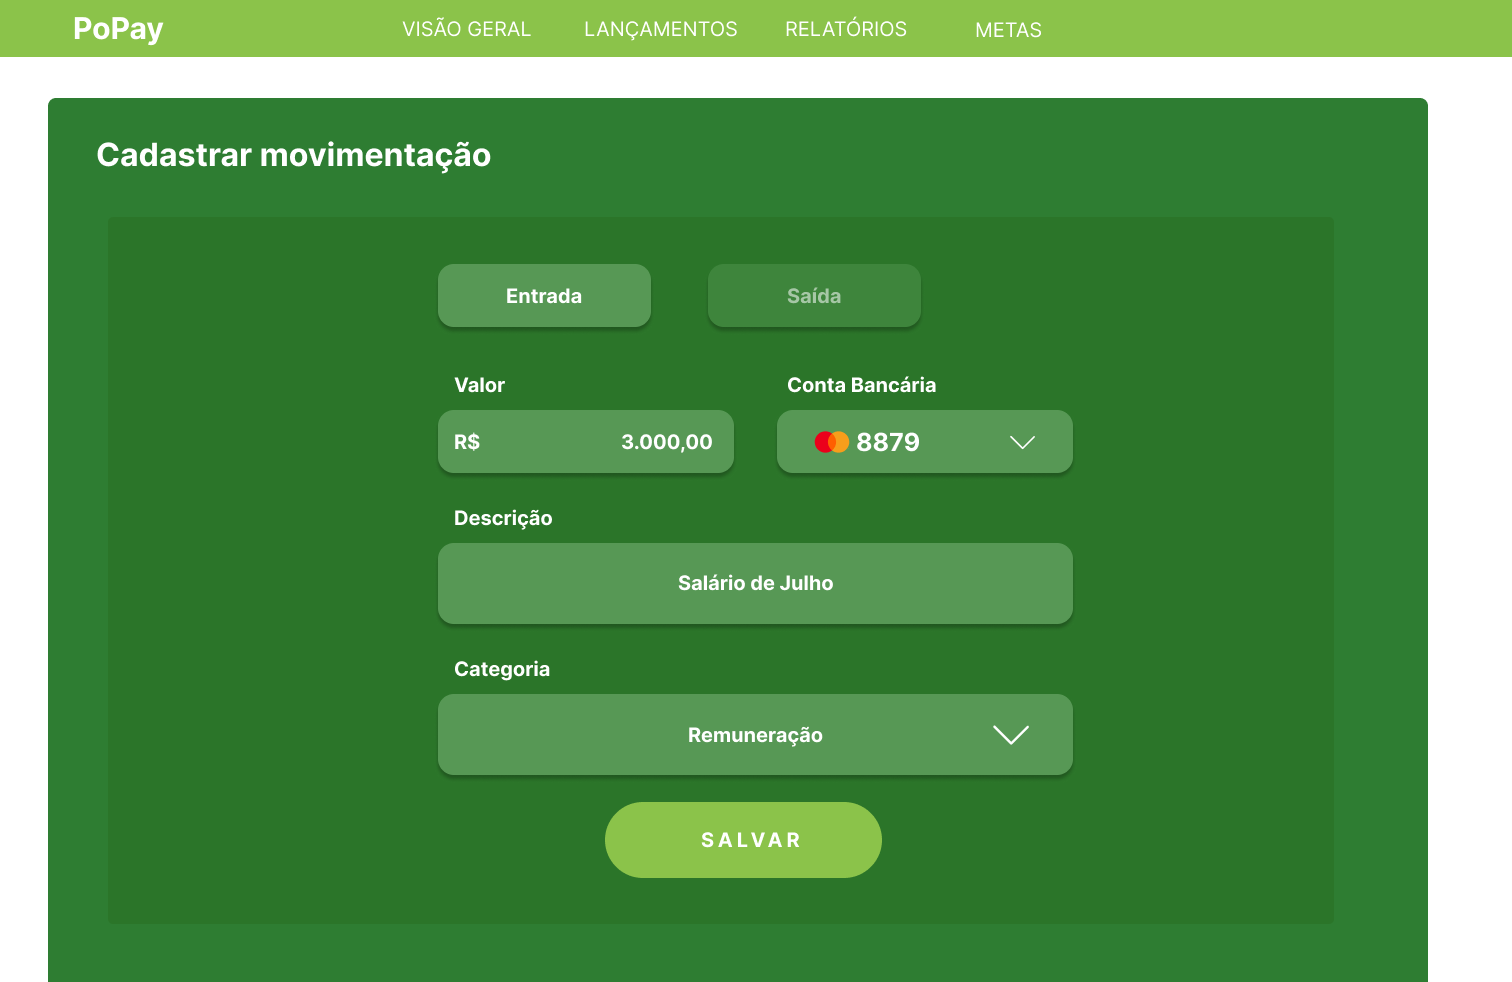 PoPay
VISÃO GERAL
LANÇAMENTOS
RELATÓRIOS
METAS
Cadastrar movimentação
Entrada
Saída
Valor
Conta Bancária
R$ 3.000,00
8879
Descrição
Salário de Julho
Categoria
Remuneração
SALVAR